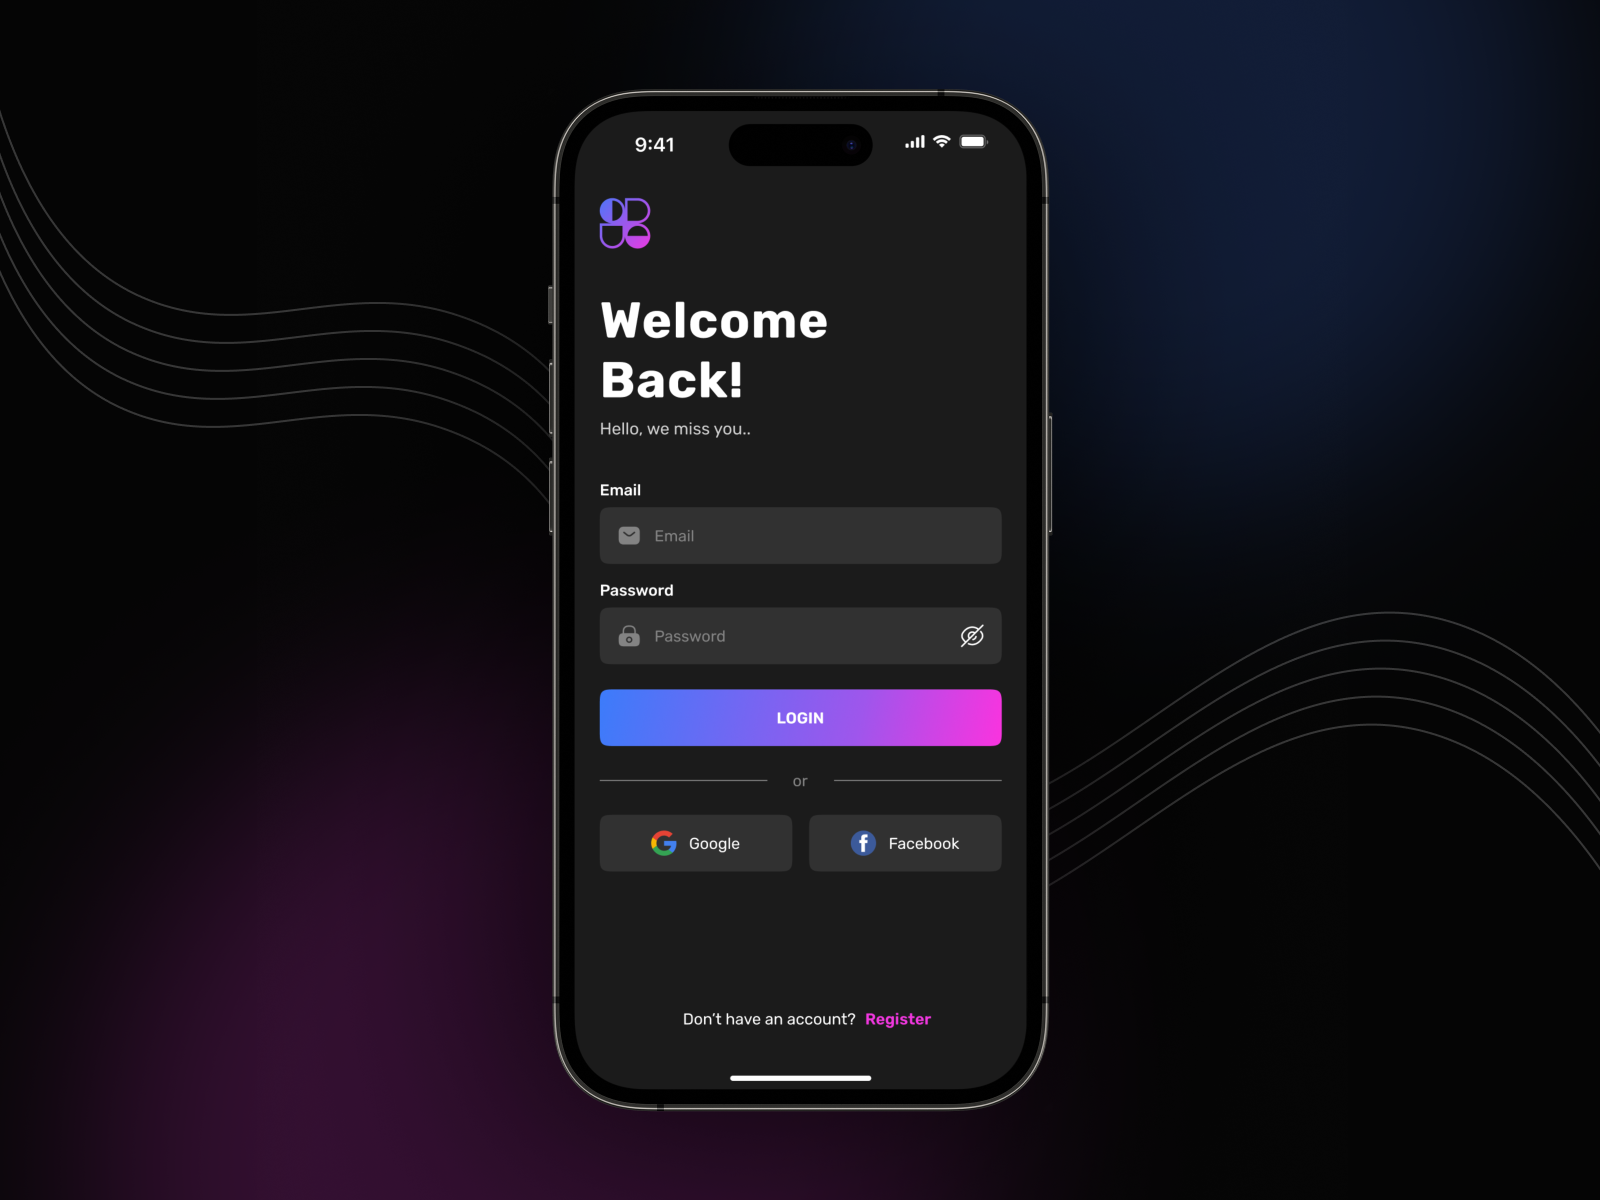 9:41
Welcome
Back!
Hello, we miss you..
Email
Email
Password
Password
LOGIN
or
Google
Facebook
Don't have an account? Register